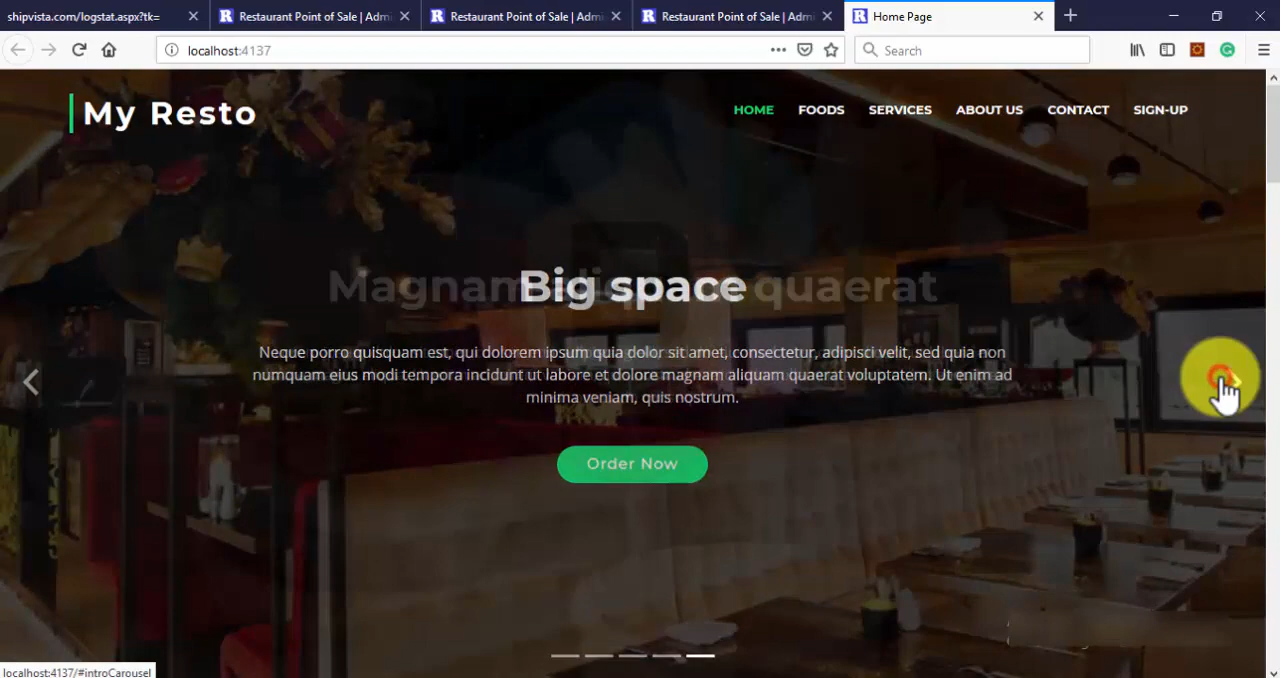 shipvista.com/logstat.aspx?tk=
Restaurant Point of Sale | Admi
Restaurant Point of Sale | Admi
Restaurant Point of Sale | Admi
Home Page
localhost:4137
Search
My Resto
HOME FOODS SERVICES ABOUT US CONTACT SIGN-UP
Big space
Magnam quaerat
Neque porro quisquam est, qui dolorem ipsum quia dolor sit amet, consectetur, adipisci velit, sed quia non
numquam eius modi tempora incidunt ut labore et dolore magnam aliquam quaerat voluptatem. Ut enim ad
minima veniam, quis nostrum.
Order Now
localhost:4137/#introCarousel